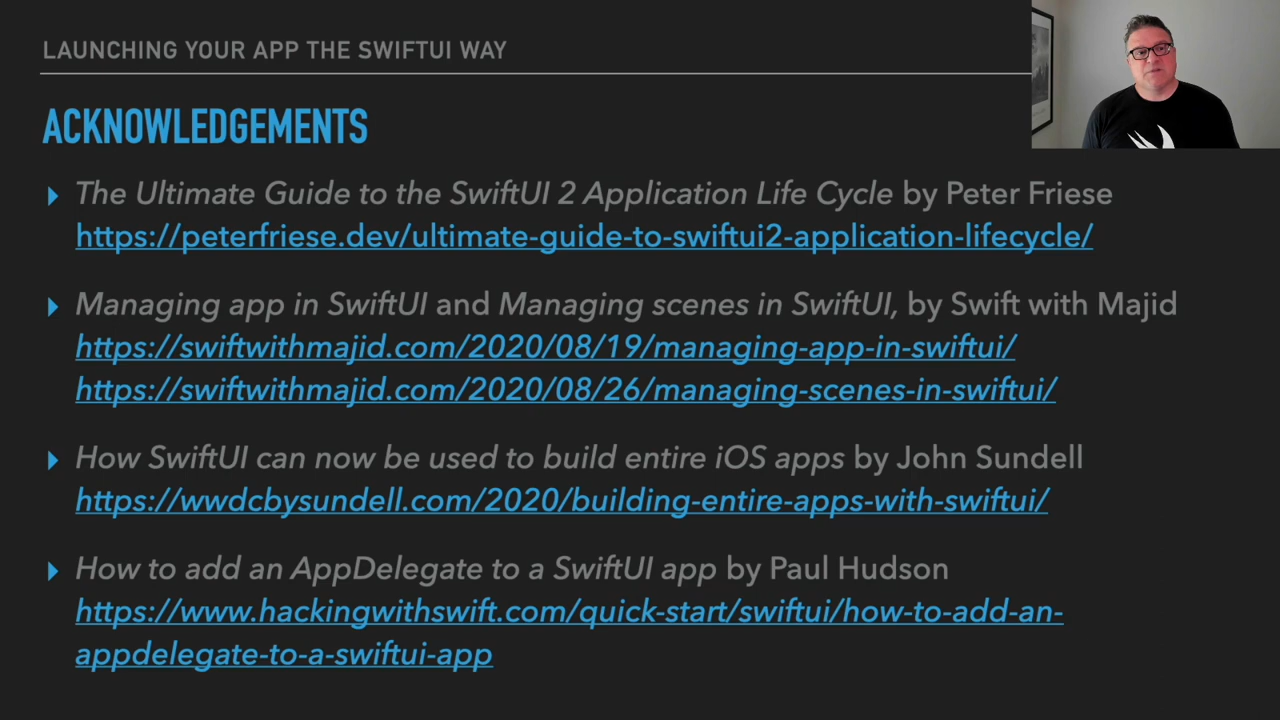 LAUNCHING YOUR APP THE SWIFTUI WAY
ACKNOWLEDGEMENTS
The Ultimate Guide to the SwiftUI 2 Application Life Cycle by Peter Friese
https://peterfriese.dev/ultimate-guide-to-swiftui2-application-lifecycle/
Managing app in SwiftUI and Managing scenes in SwiftUI, by Swift with Majid
https://swiftwithmajid.com/2020/08/19/managing-app-in-swiftui/
https://swiftwithmajid.com/2020/08/26/managing-scenes-in-swiftui/
How SwiftUI can now be used to build entire iOS apps by John Sundell
https://wwdcbysundell.com/2020/building-entire-apps-with-swiftui/
How to add an AppDelegate to a SwiftUI app by Paul Hudson
https://www.hackingwithswift.com/quick-start/swiftui/how-to-add-an-
appdelegate-to-a-swiftui-app